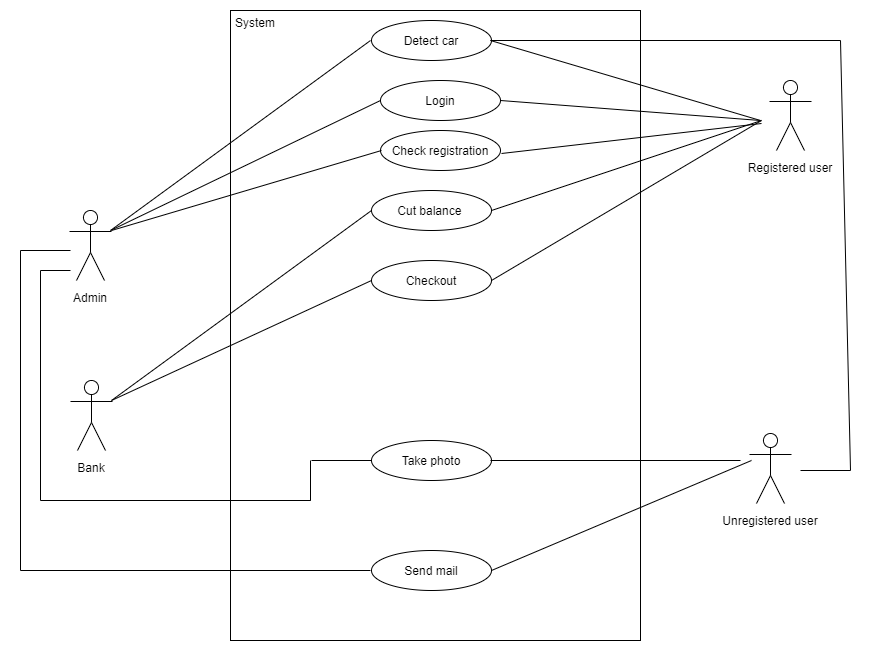 System
Detect car
Login
Check registration
Registered user
Cut balance
Checkout
Admin
Bank
Take photo
Unregistered user
Send mail